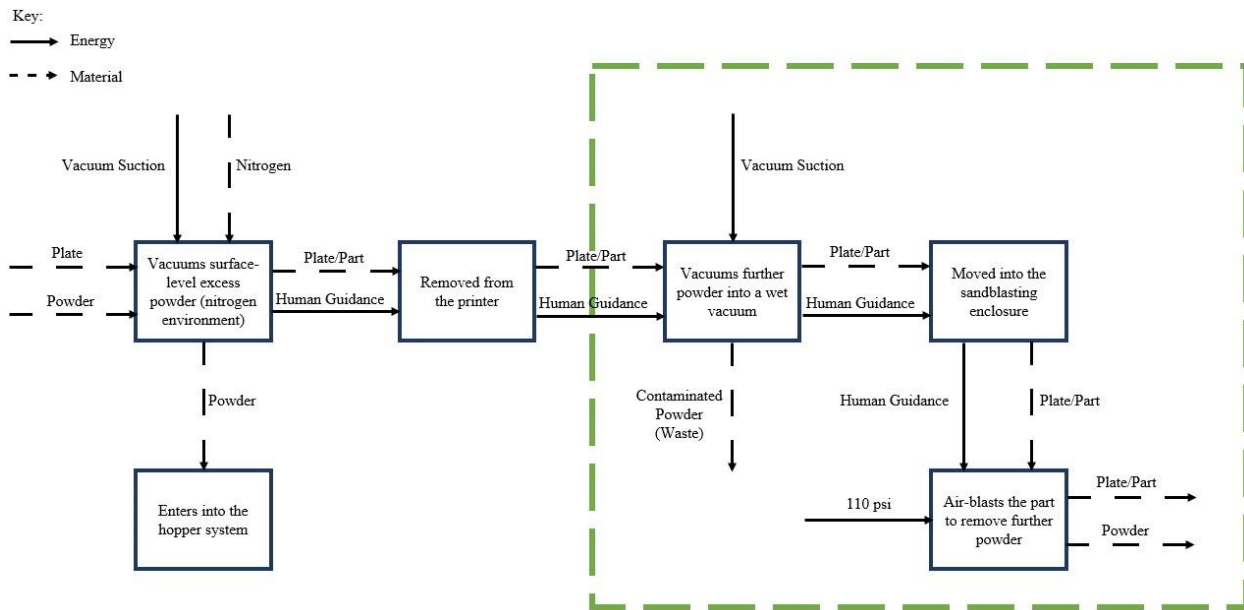 Key:
Energy
Material
Vacuum Suction
Nitrogen
Vacuum Suction
Plate
Powder
Vacuums surface-
level excess
powder (nitrogen
environment)
Plate/Part
Human Guidance
Removed from
the printer
Plate/Part
Human Guidance
Vacuums further
powder into a wet
vacuum
Plate/Part
Human Guidance
Moved into the
sandblasting
enclosure
Powder
Contaminated
Powder
(Waste)
Human Guidance
Plate/Part
Enters into the
hopper system
110 psi
Air-blasts the part
to remove further
powder
Plate/Part
Powder